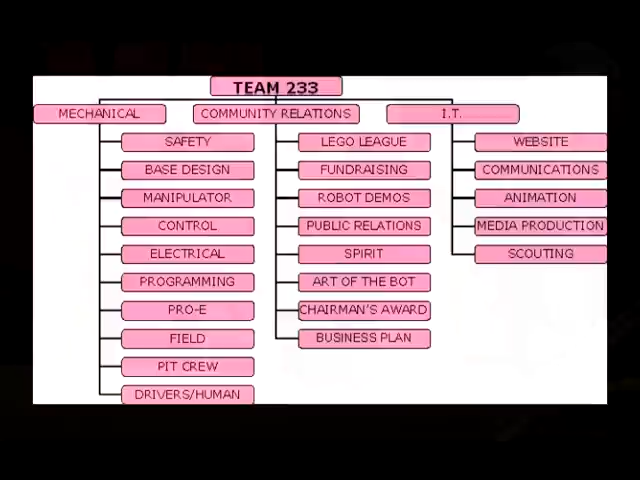 TEAM 233
MECHANICAL
COMMUNITY RELATIONS
I.T.
SAFETY
BASE DESIGN
MANIPULATOR
CONTROL
ELECTRICAL
PROGRAMMING
PRO-E
FIELD
PIT CREW
DRIVERS/HUMAN
LEGO LEAGUE
FUNDRAISING
ROBOT DEMOS
PUBLIC RELATIONS
SPIRIT
ART OF THE BOT
CHAIRMAN'S AWARD
BUSINESS PLAN
WEBSITE
COMMUNICATIONS
ANIMATION
MEDIA PRODUCTION
SCOUTING